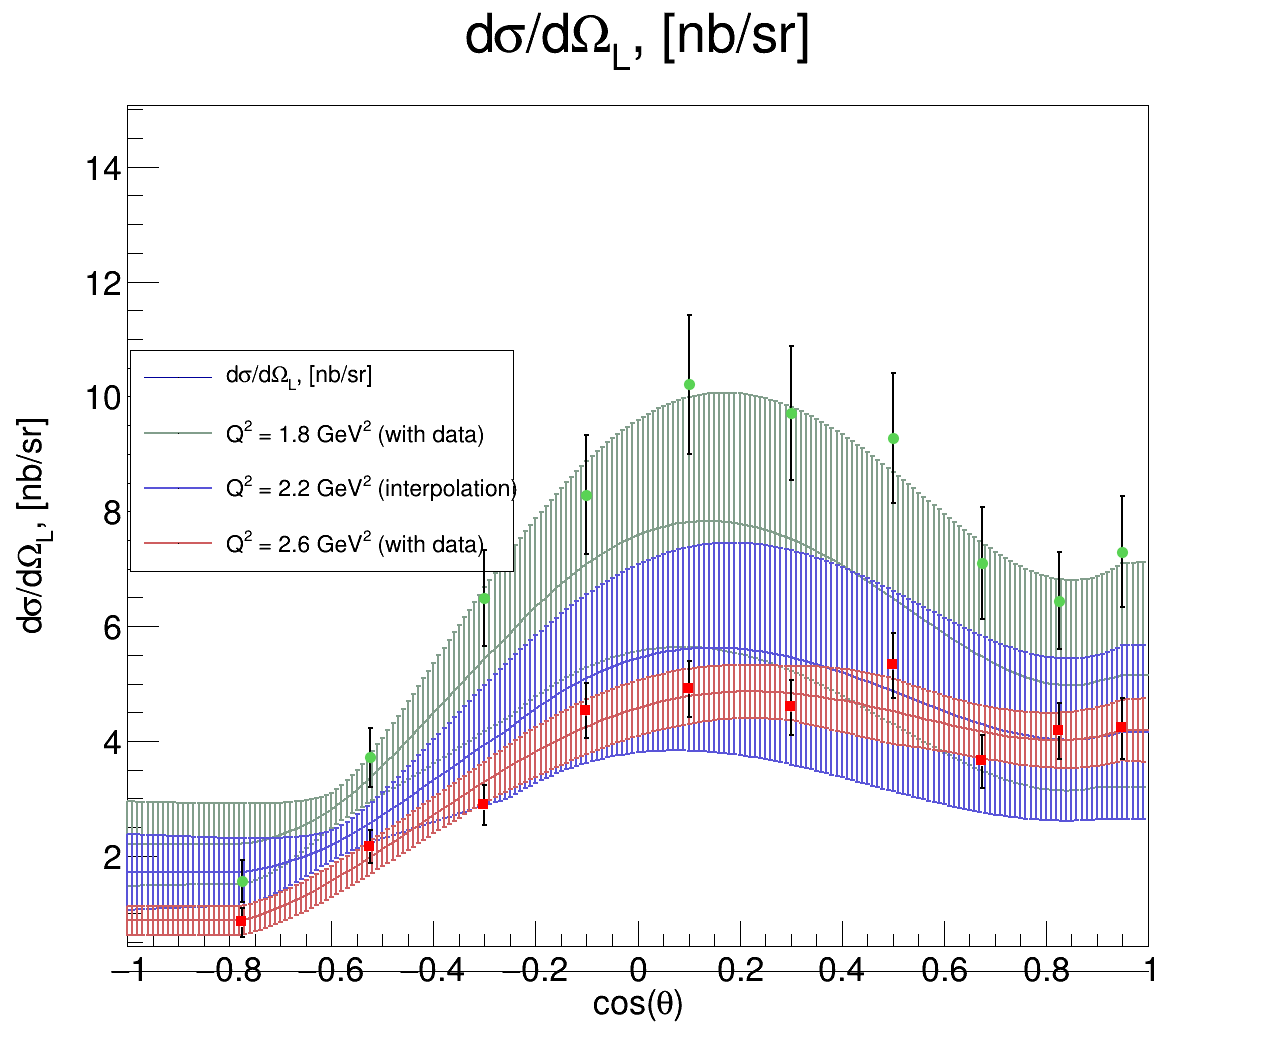 dσ/dΩ_L, [nb/sr]
dσ/dΩ_L, [nb/sr]
14
12
10
8
6
4
2
dσ/dΩ_L, [nb/sr]
Q² = 1.8 GeV² (with data)
Q² = 2.2 GeV² (interpolation)
Q² = 2.6 GeV² (with data)
−1 −0.8 −0.6 −0.4 −0.2 0 0.2 0.4 0.6 0.8 1
cos(θ)